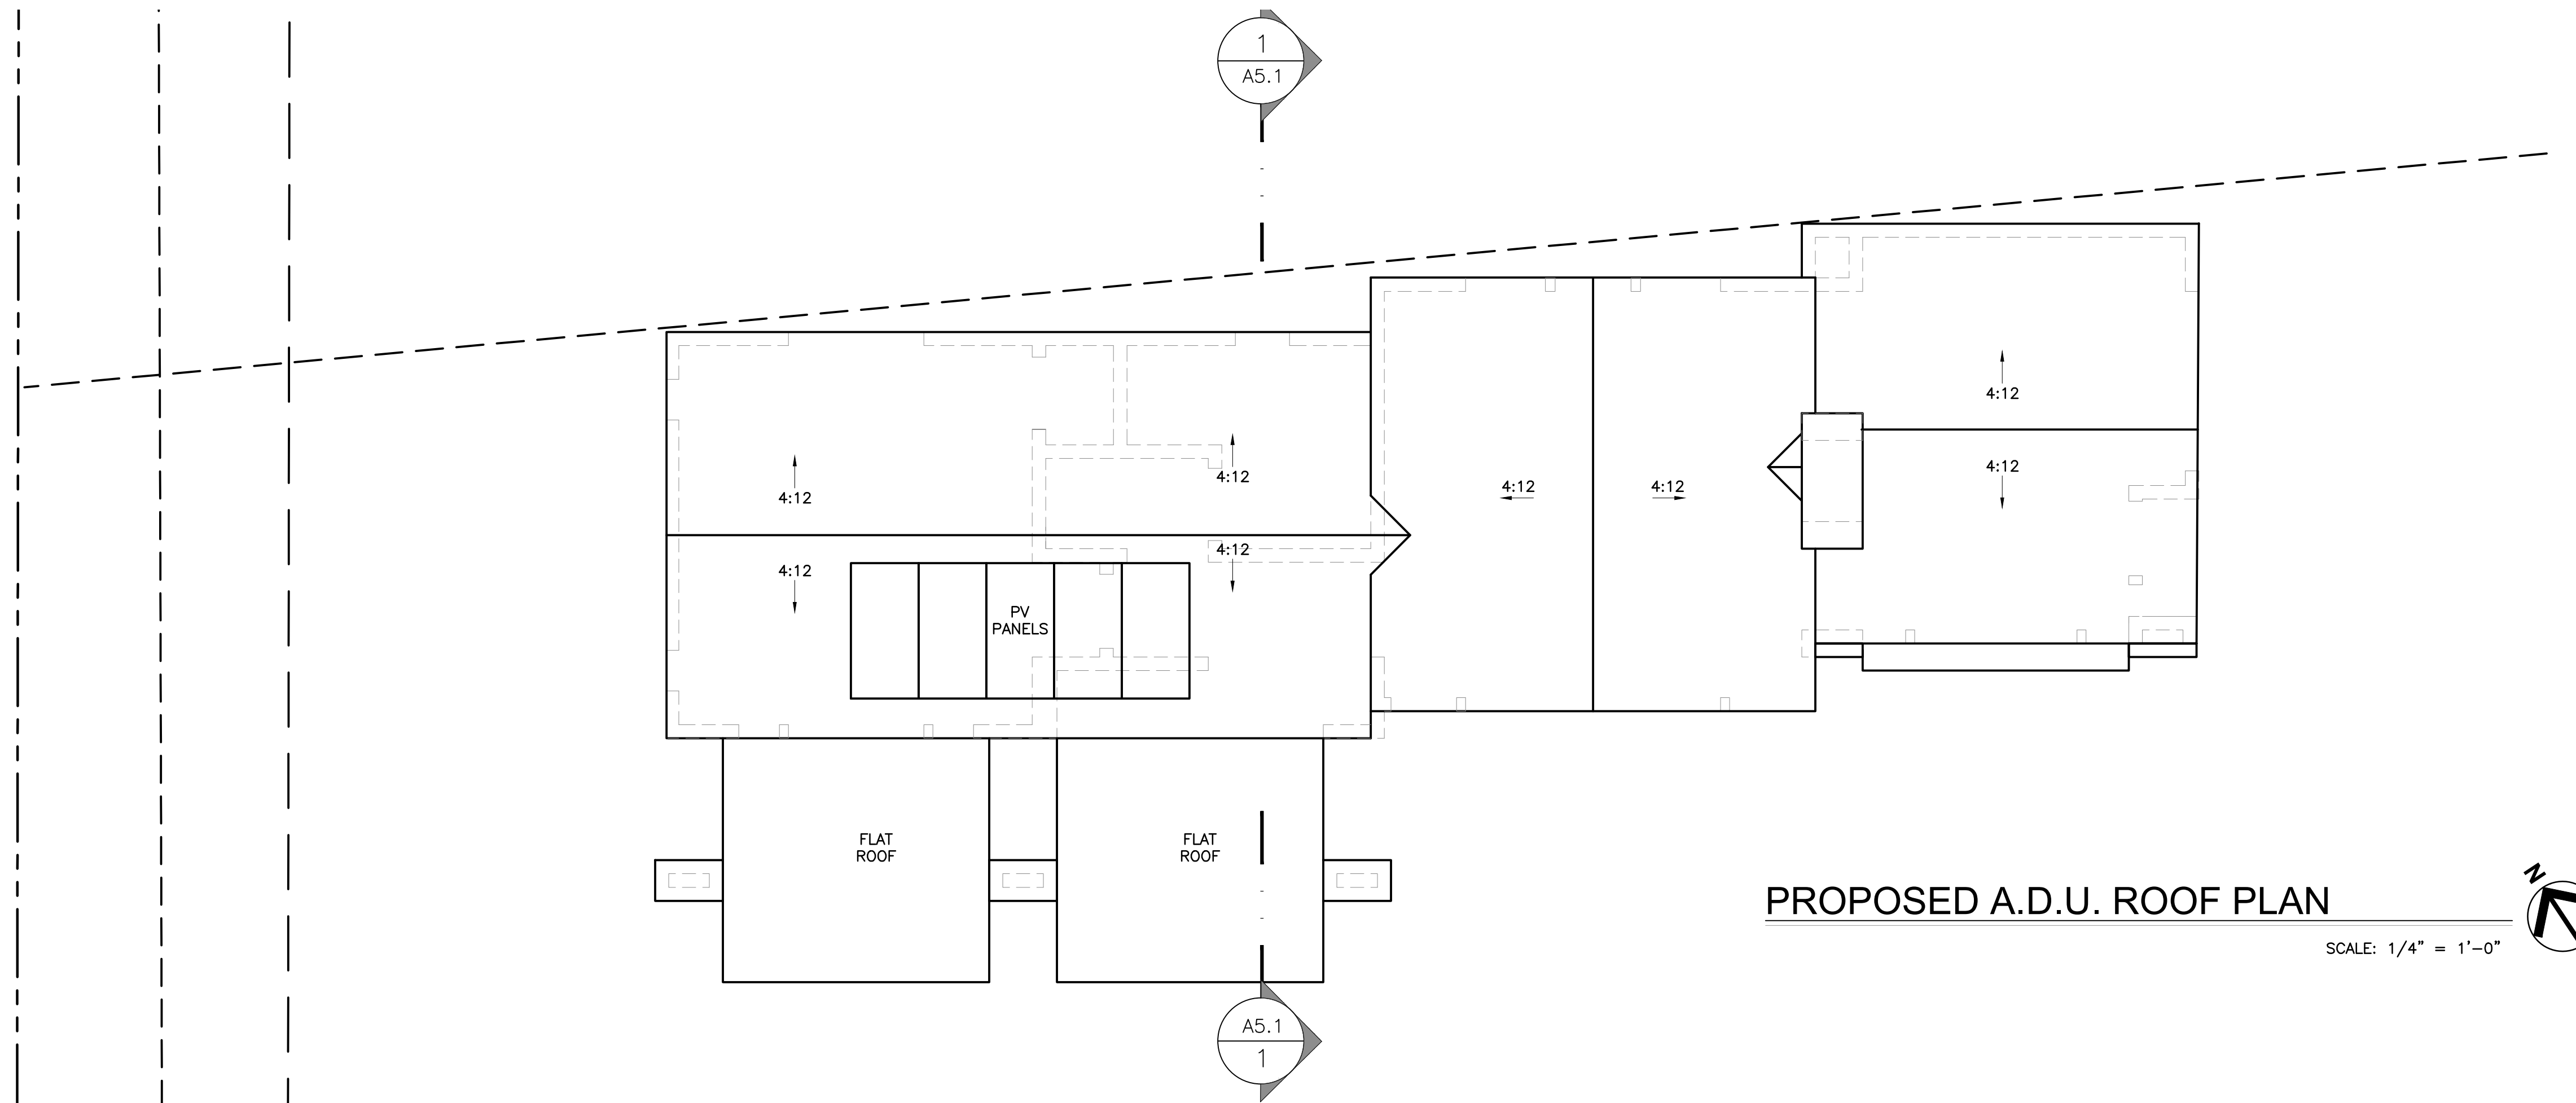 1
A5.1
4:12
4:12
4:12
4:12
4:12
4:12
4:12
4:12
PV
PANELS
FLAT
ROOF
FLAT
ROOF
N
PROPOSED A.D.U. ROOF PLAN
SCALE: 1/4" = 1'-0"
A5.1
1